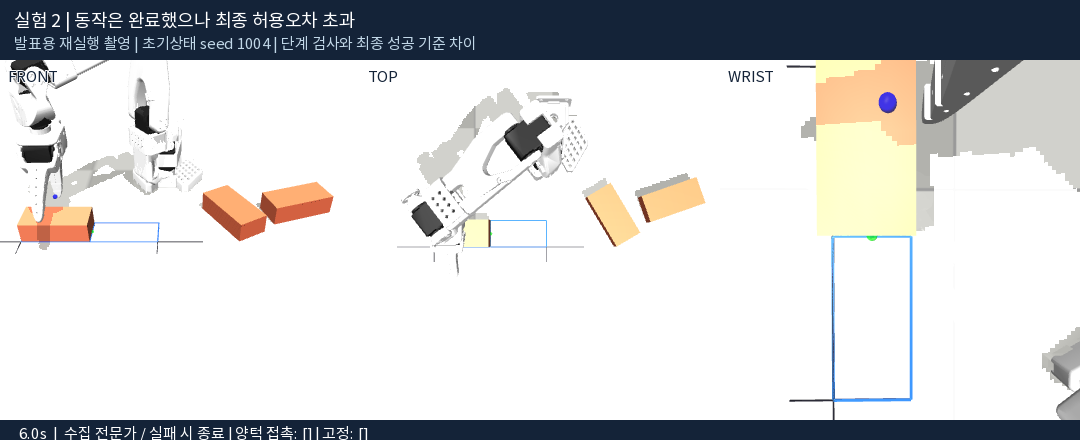 실험 2 | 동작은 완료했으나 최종 허용오차 초과
발표용 재실행 촬영 | 초기상태 seed 1004 | 단계 검사와 최종 성공 기준 차이
FRONT
TOP
WRIST
6.0s | 수집 전문가 / 실패 시 종료 | 양턱 접촉: [] | 고정: []